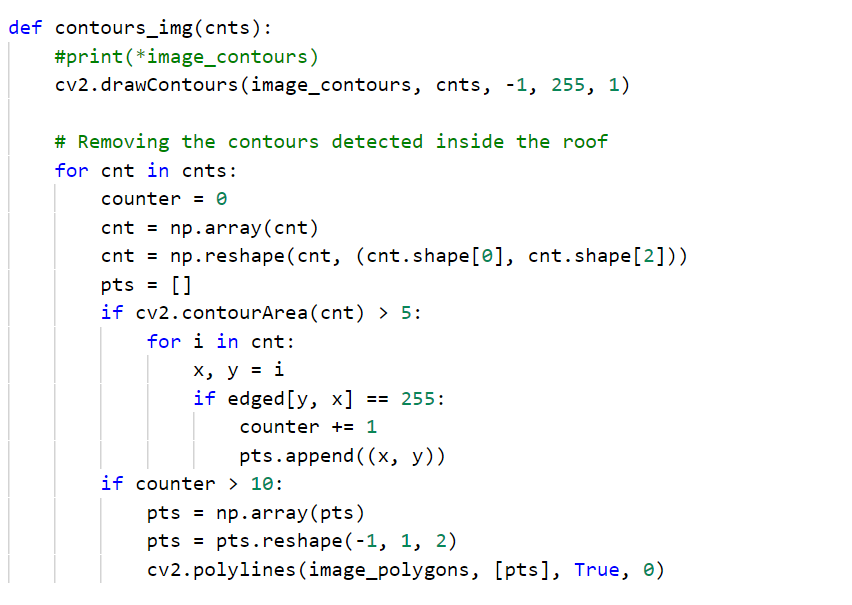 def contours_img(cnts):
    #print(*image_contours)
    cv2.drawContours(image_contours, cnts, -1, 255, 1)

    # Removing the contours detected inside the roof
    for cnt in cnts:
        counter = 0
        cnt = np.array(cnt)
        cnt = np.reshape(cnt, (cnt.shape[0], cnt.shape[2]))
        pts = []
        if cv2.contourArea(cnt) > 5:
            for i in cnt:
                x, y = i
                if edged[y, x] == 255:
                    counter += 1
                    pts.append((x, y))
        if counter > 10:
            pts = np.array(pts)
            pts = pts.reshape(-1, 1, 2)
            cv2.polylines(image_polygons, [pts], True, 0)